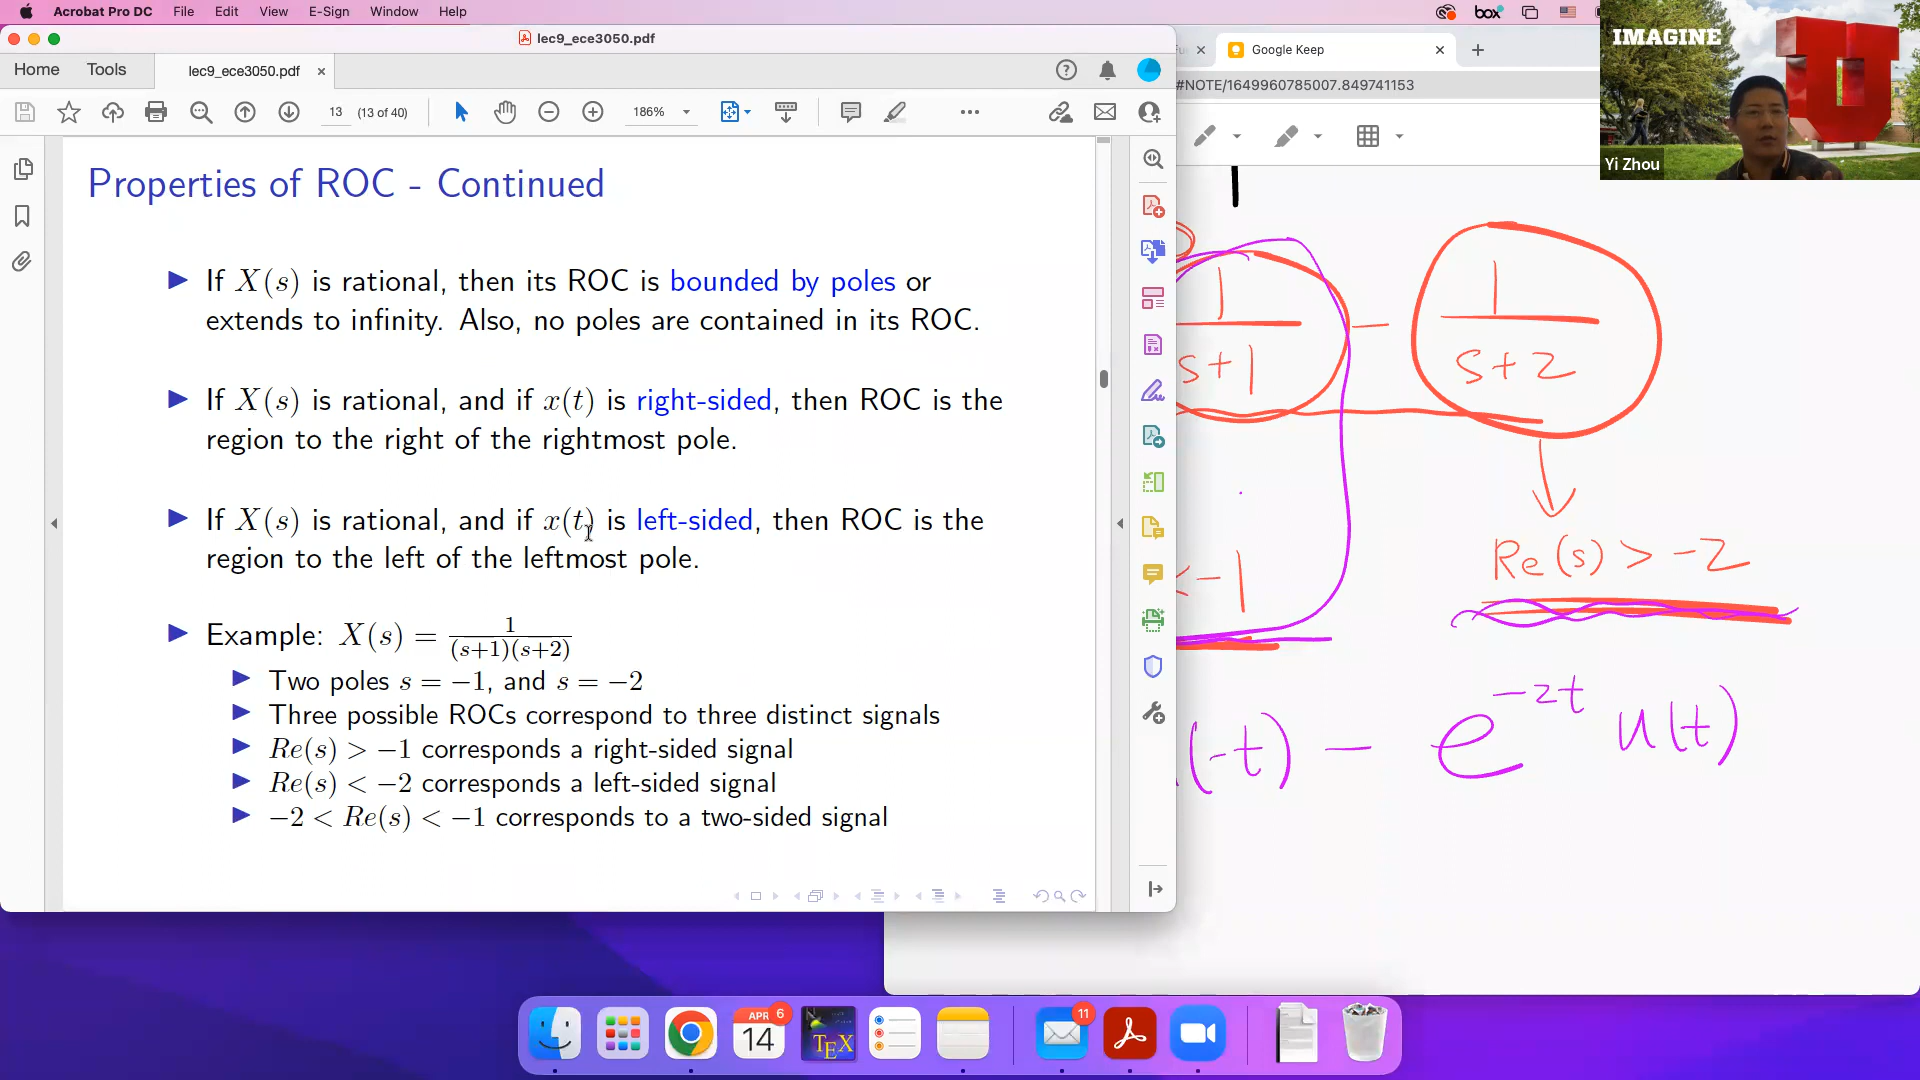 Acrobat Pro DC File Edit View E-Sign Window Help
box
lec9_ece3050.pdf
Home Tools lec9_ece3050.pdf ×
13 (13 of 40) 186%
Google Keep
#NOTE/1649960785007.849741153
IMAGINE
U
Yi Zhou
Properties of ROC - Continued
If X(s) is rational, then its ROC is bounded by poles or
extends to infinity. Also, no poles are contained in its ROC.
If X(s) is rational, and if x(t) is right-sided, then ROC is the
region to the right of the rightmost pole.
If X(s) is rational, and if x(t) is left-sided, then ROC is the
region to the left of the leftmost pole.
Example: X(s) = 1/((s+1)(s+2))
Two poles s = −1, and s = −2
Three possible ROCs correspond to three distinct signals
Re(s) > −1 corresponds a right-sided signal
Re(s) < −2 corresponds a left-sided signal
−2 < Re(s) < −1 corresponds to a two-sided signal
1/(s+1) − 1/(s+2)
Re(s) > −2
< −1
(−t) − e^{−2t} u(t)
APR 6
14
TEX
11